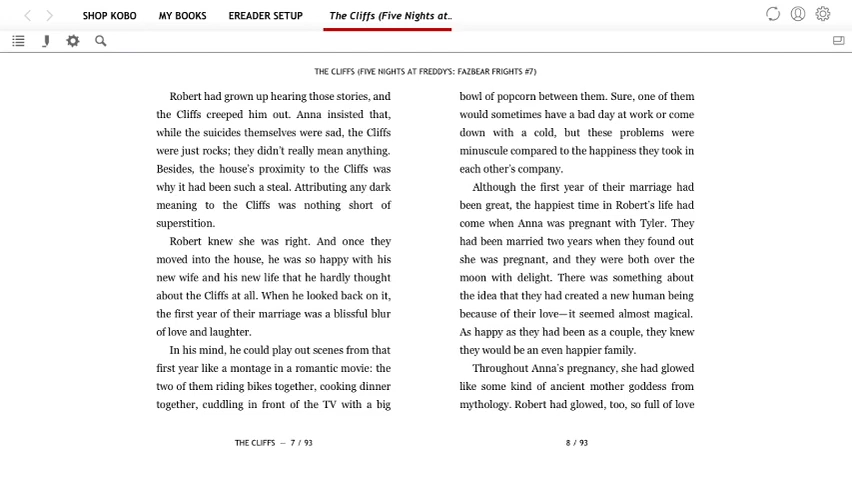 SHOP KOBO
MY BOOKS
EREADER SETUP
The Cliffs (Five Nights at..
THE CLIFFS (FIVE NIGHTS AT FREDDY'S: FAZBEAR FRIGHTS #7)
Robert had grown up hearing those stories, and
the Cliffs creeped him out. Anna insisted that,
while the suicides themselves were sad, the Cliffs
were just rocks; they didn't really mean anything.
Besides, the house's proximity to the Cliffs was
why it had been such a steal. Attributing any dark
meaning to the Cliffs was nothing short of
superstition.
Robert knew she was right. And once they
moved into the house, he was so happy with his
new wife and his new life that he hardly thought
about the Cliffs at all. When he looked back on it,
the first year of their marriage was a blissful blur
of love and laughter.
In his mind, he could play out scenes from that
first year like a montage in a romantic movie: the
two of them riding bikes together, cooking dinner
together, cuddling in front of the TV with a big
THE CLIFFS — 7 / 93
bowl of popcorn between them. Sure, one of them
would sometimes have a bad day at work or come
down with a cold, but these problems were
minuscule compared to the happiness they took in
each other's company.
Although the first year of their marriage had
been great, the happiest time in Robert's life had
come when Anna was pregnant with Tyler. They
had been married two years when they found out
she was pregnant, and they were both over the
moon with delight. There was something about
the idea that they had created a new human being
because of their love—it seemed almost magical.
As happy as they had been as a couple, they knew
they would be an even happier family.
Throughout Anna's pregnancy, she had glowed
like some kind of ancient mother goddess from
mythology. Robert had glowed, too, so full of love
8 / 93